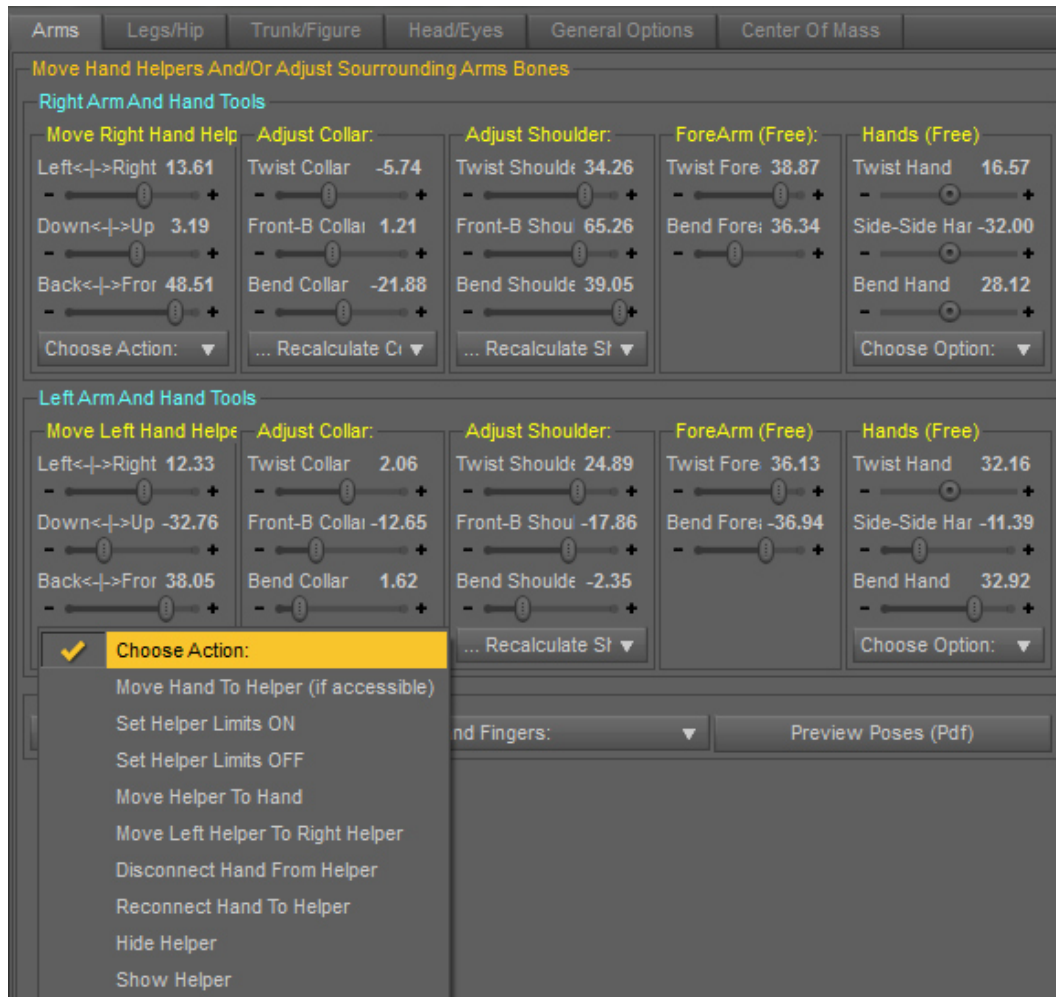 Arms Legs/Hip Trunk/Figure Head/Eyes General Options Center Of Mass
Move Hand Helpers And/Or Adjust Sourrounding Arms Bones
Right Arm And Hand Tools
Move Right Hand Help Adjust Collar: Adjust Shoulder: ForeArm (Free): Hands (Free)
Left<-|->Right 13.61 Twist Collar -5.74 Twist Shoulde 34.26 Twist Fore 38.87 Twist Hand 16.57
- + - + - + - + - +
Down<-|->Up 3.19 Front-B Collar 1.21 Front-B Shoul 65.26 Bend Forea 36.34 Side-Side Har -32.00
- + - + - + - + - +
Back<-|->Fror 48.51 Bend Collar -21.88 Bend Shoulde 39.05 Bend Hand 28.12
- + - + - + - +
Choose Action: ... Recalculate Co ... Recalculate Sh Choose Option:
Left Arm And Hand Tools
Move Left Hand Helpe Adjust Collar: Adjust Shoulder: ForeArm (Free) Hands (Free)
Left<-|->Right 12.33 Twist Collar 2.06 Twist Shoulde 24.89 Twist Fore 36.13 Twist Hand 32.16
- + - + - + - + - +
Down<-|->Up -32.76 Front-B Collar -12.65 Front-B Shoul -17.86 Bend Forea -36.94 Side-Side Har -11.39
- + - + - + - + - +
Back<-|->Fror 38.05 Bend Collar 1.62 Bend Shoulde -2.35 Bend Hand 32.92
- + - + - + - +
Choose Action: ... Recalculate Sh Choose Option:
Move Hand To Helper (if accessible)
Set Helper Limits ON nd Fingers: Preview Poses (Pdf)
Set Helper Limits OFF
Move Helper To Hand
Move Left Helper To Right Helper
Disconnect Hand From Helper
Reconnect Hand To Helper
Hide Helper
Show Helper